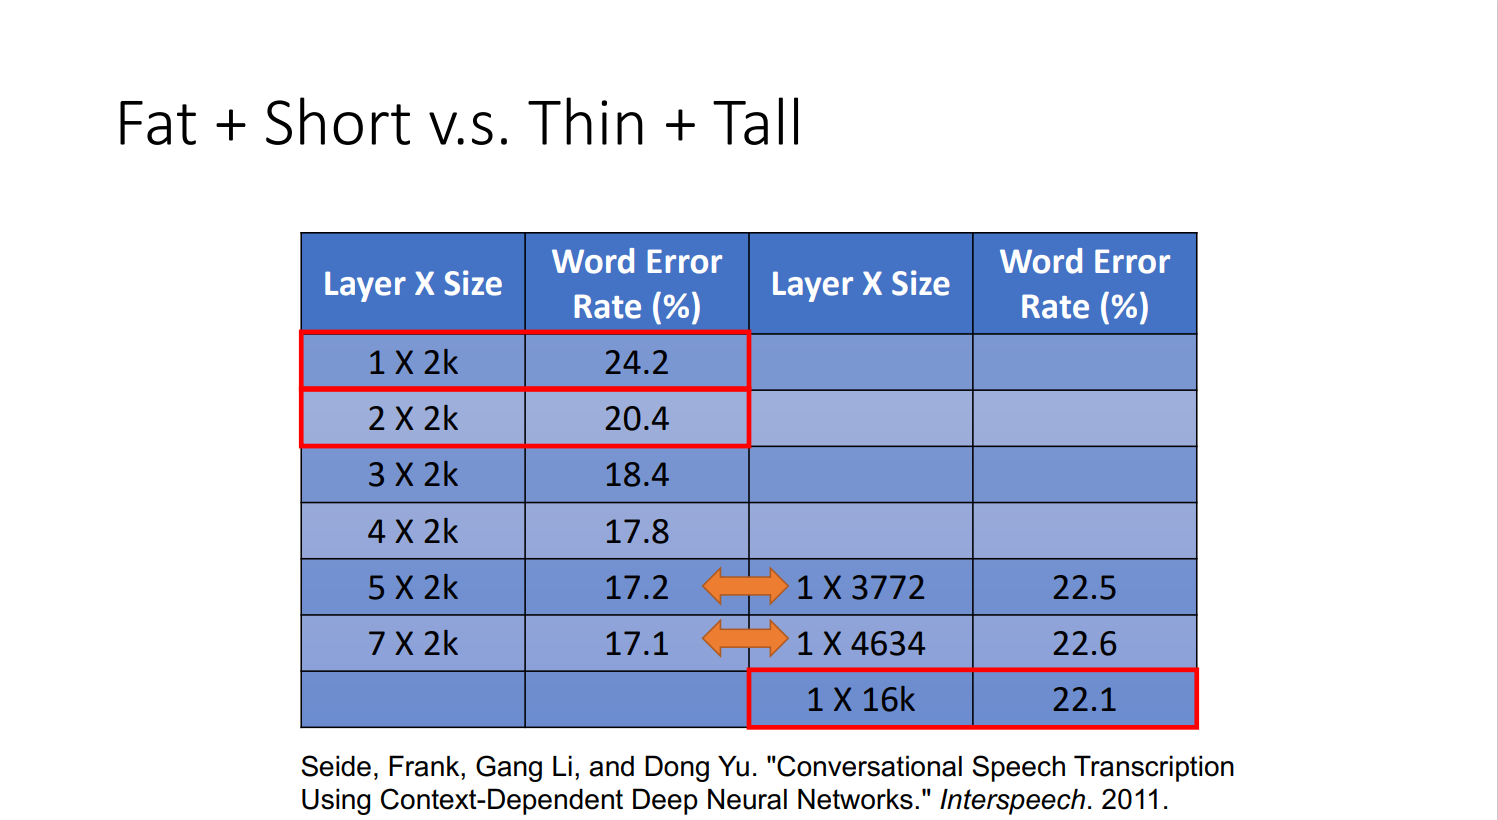 Fat + Short v.s. Thin + Tall
Layer X Size Word Error Rate (%) Layer X Size Word Error Rate (%)
1 X 2k 24.2
2 X 2k 20.4
3 X 2k 18.4
4 X 2k 17.8
5 X 2k 17.2 1 X 3772 22.5
7 X 2k 17.1 1 X 4634 22.6
1 X 16k 22.1
Seide, Frank, Gang Li, and Dong Yu. "Conversational Speech Transcription
Using Context-Dependent Deep Neural Networks." Interspeech. 2011.